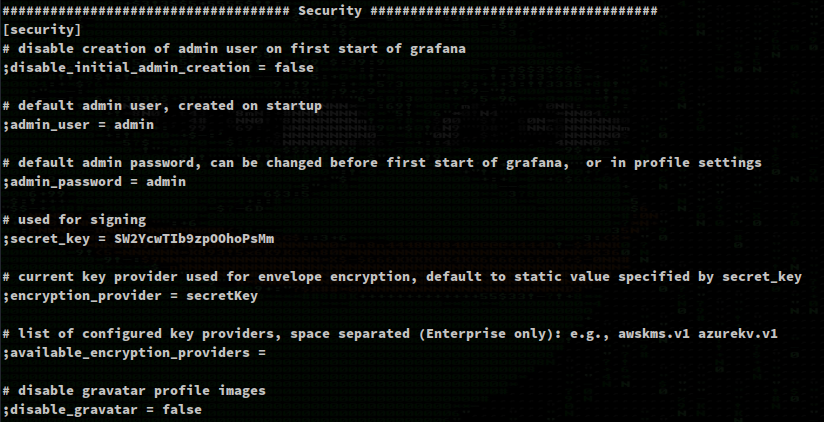 ################################### Security ####################################
[security]
# disable creation of admin user on first start of grafana
;disable_initial_admin_creation = false
# default admin user, created on startup
;admin_user = admin
# default admin password, can be changed before first start of grafana,  or in profile settings
;admin_password = admin
# used for signing
;secret_key = SW2YcwTIb9zpOOhoPsMm
# current key provider used for envelope encryption, default to static value specified by secret_key
;encryption_provider = secretKey
# list of configured key providers, space separated (Enterprise only): e.g., awskms.v1 azurekv.v1
;available_encryption_providers =
# disable gravatar profile images
;disable_gravatar = false